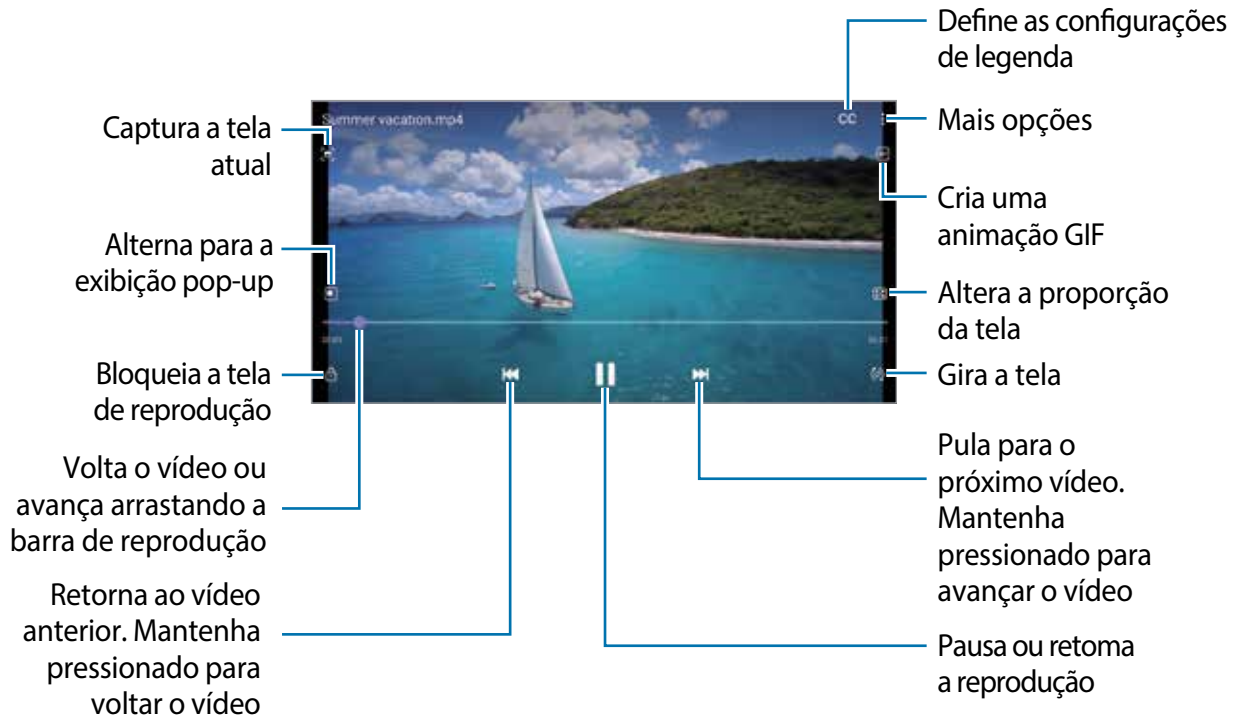 Define as configurações
de legenda
Mais opções
Cria uma
animação GIF
Altera a proporção
da tela
Gira a tela
Pula para o
próximo vídeo.
Mantenha
pressionado para
avançar o vídeo
Pausa ou retoma
a reprodução
Captura a tela
atual
Alterna para a
exibição pop-up
Bloqueia a tela
de reprodução
Volta o vídeo ou
avança arrastando a
barra de reprodução
Retorna ao vídeo
anterior. Mantenha
pressionado para
voltar o vídeo
Summer vacation.mp4
CC